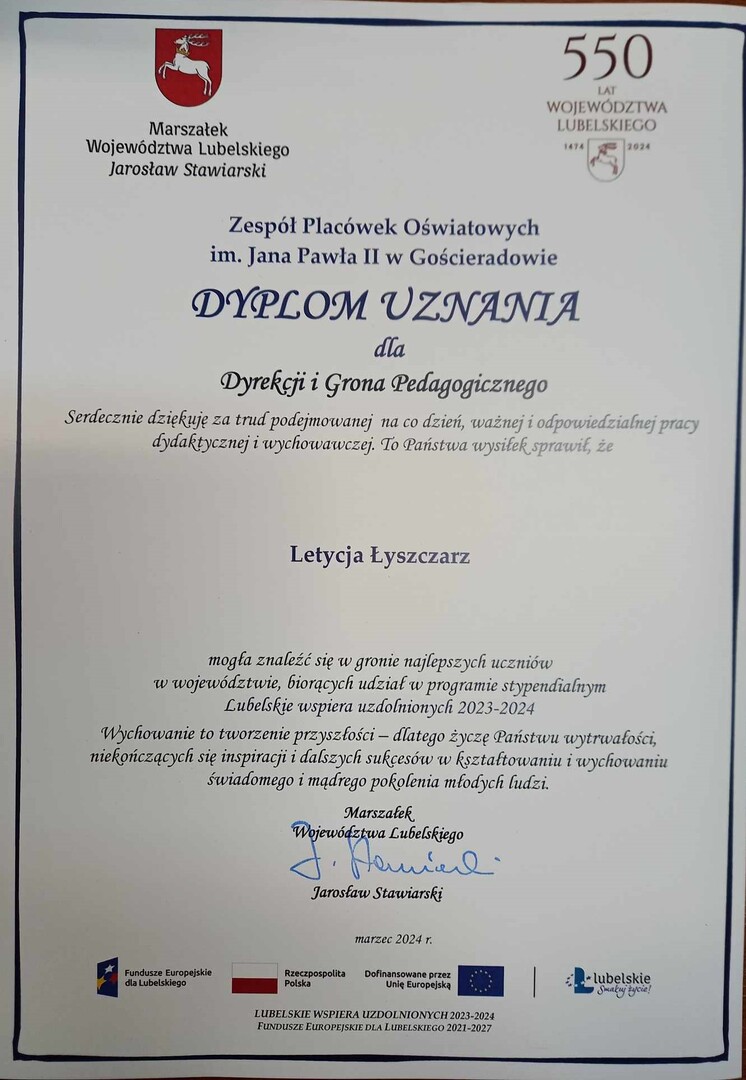 550
LAT
WOJEWÓDZTWA
LUBELSKIEGO
1474 2024
Marszałek
Województwa Lubelskiego
Jarosław Stawiarski
Zespół Placówek Oświatowych
im. Jana Pawła II w Gościeradowie
DYPLOM UZNANIA
dla
Dyrekcji i Grona Pedagogicznego
Serdecznie dziękuję za trud podejmowanej na co dzień, ważnej i odpowiedzialnej pracy
dydaktycznej i wychowawczej. To Państwa wysiłek sprawił, że
Letycja Łyszczarz
mogła znaleźć się w gronie najlepszych uczniów
w województwie, biorących udział w programie stypendialnym
Lubelskie wspiera uzdolnionych 2023-2024
Wychowanie to tworzenie przyszłości – dlatego życzę Państwu wytrwałości,
niekończących się inspiracji i dalszych sukcesów w kształtowaniu i wychowaniu
świadomego i mądrego pokolenia młodych ludzi.
Marszałek
Województwa Lubelskiego
J. Stawiarski
Jarosław Stawiarski
marzec 2024 r.
Fundusze Europejskie
dla Lubelskiego
Rzeczpospolita
Polska
Dofinansowane przez
Unię Europejską
lubelskie
Smakuj życie!
LUBELSKIE WSPIERA UZDOLNIONYCH 2023-2024
FUNDUSZE EUROPEJSKIE DLA LUBELSKIEGO 2021-2027